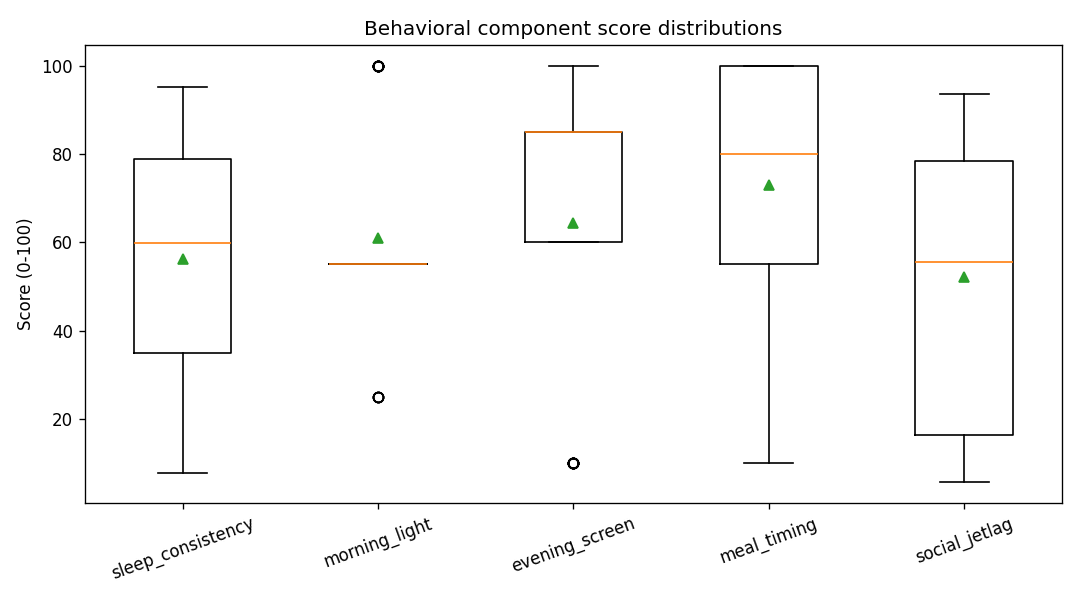 Behavioral component score distributions
Score (0-100)
100
80
60
40
20
sleep_consistency
morning_light
evening_screen
meal_timing
social_jetlag